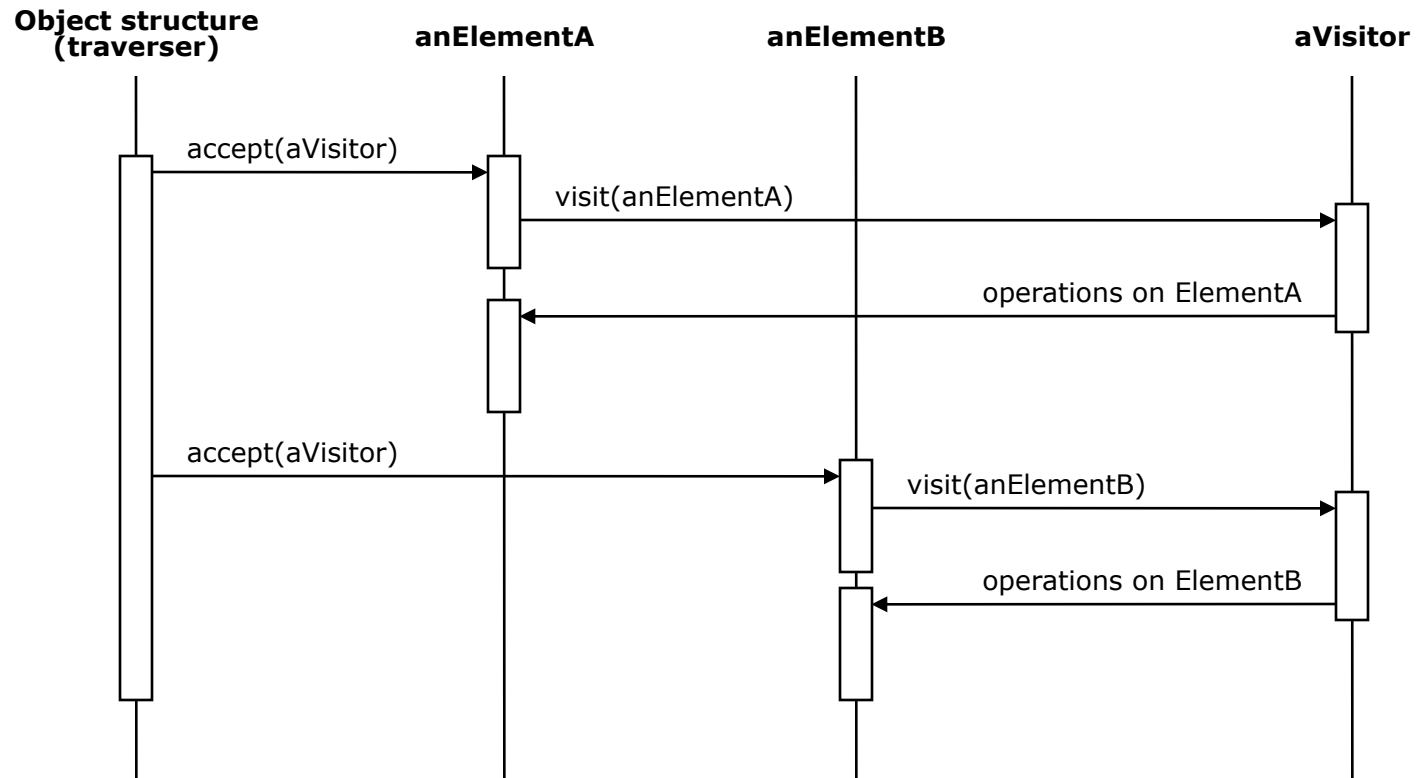 Object structure
(traverser)
anElementA
anElementB
aVisitor
accept(aVisitor)
visit(anElementA)
operations on ElementA
accept(aVisitor)
visit(anElementB)
operations on ElementB